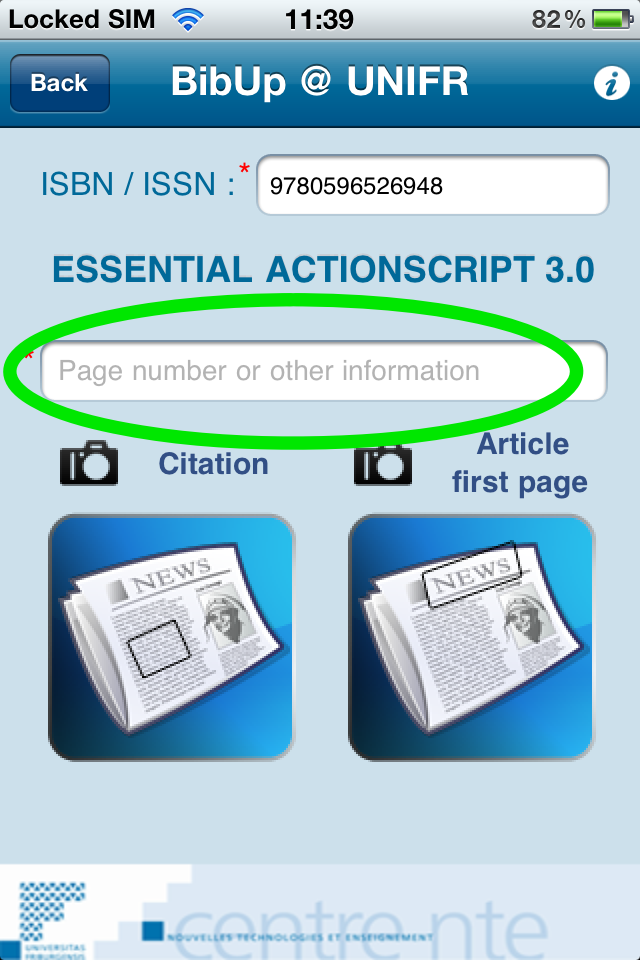 Locked SIM 11:39 82%
Back BibUp @ UNIFR i
ISBN / ISSN : * 9780596526948
ESSENTIAL ACTIONSCRIPT 3.0
* Page number or other information
Citation
Article
first page
NEWS
NEWS
centre nte
NOUVELLES TECHNOLOGIES ET ENSEIGNEMENT
UNIVERSITAS
FRIBURGENSIS